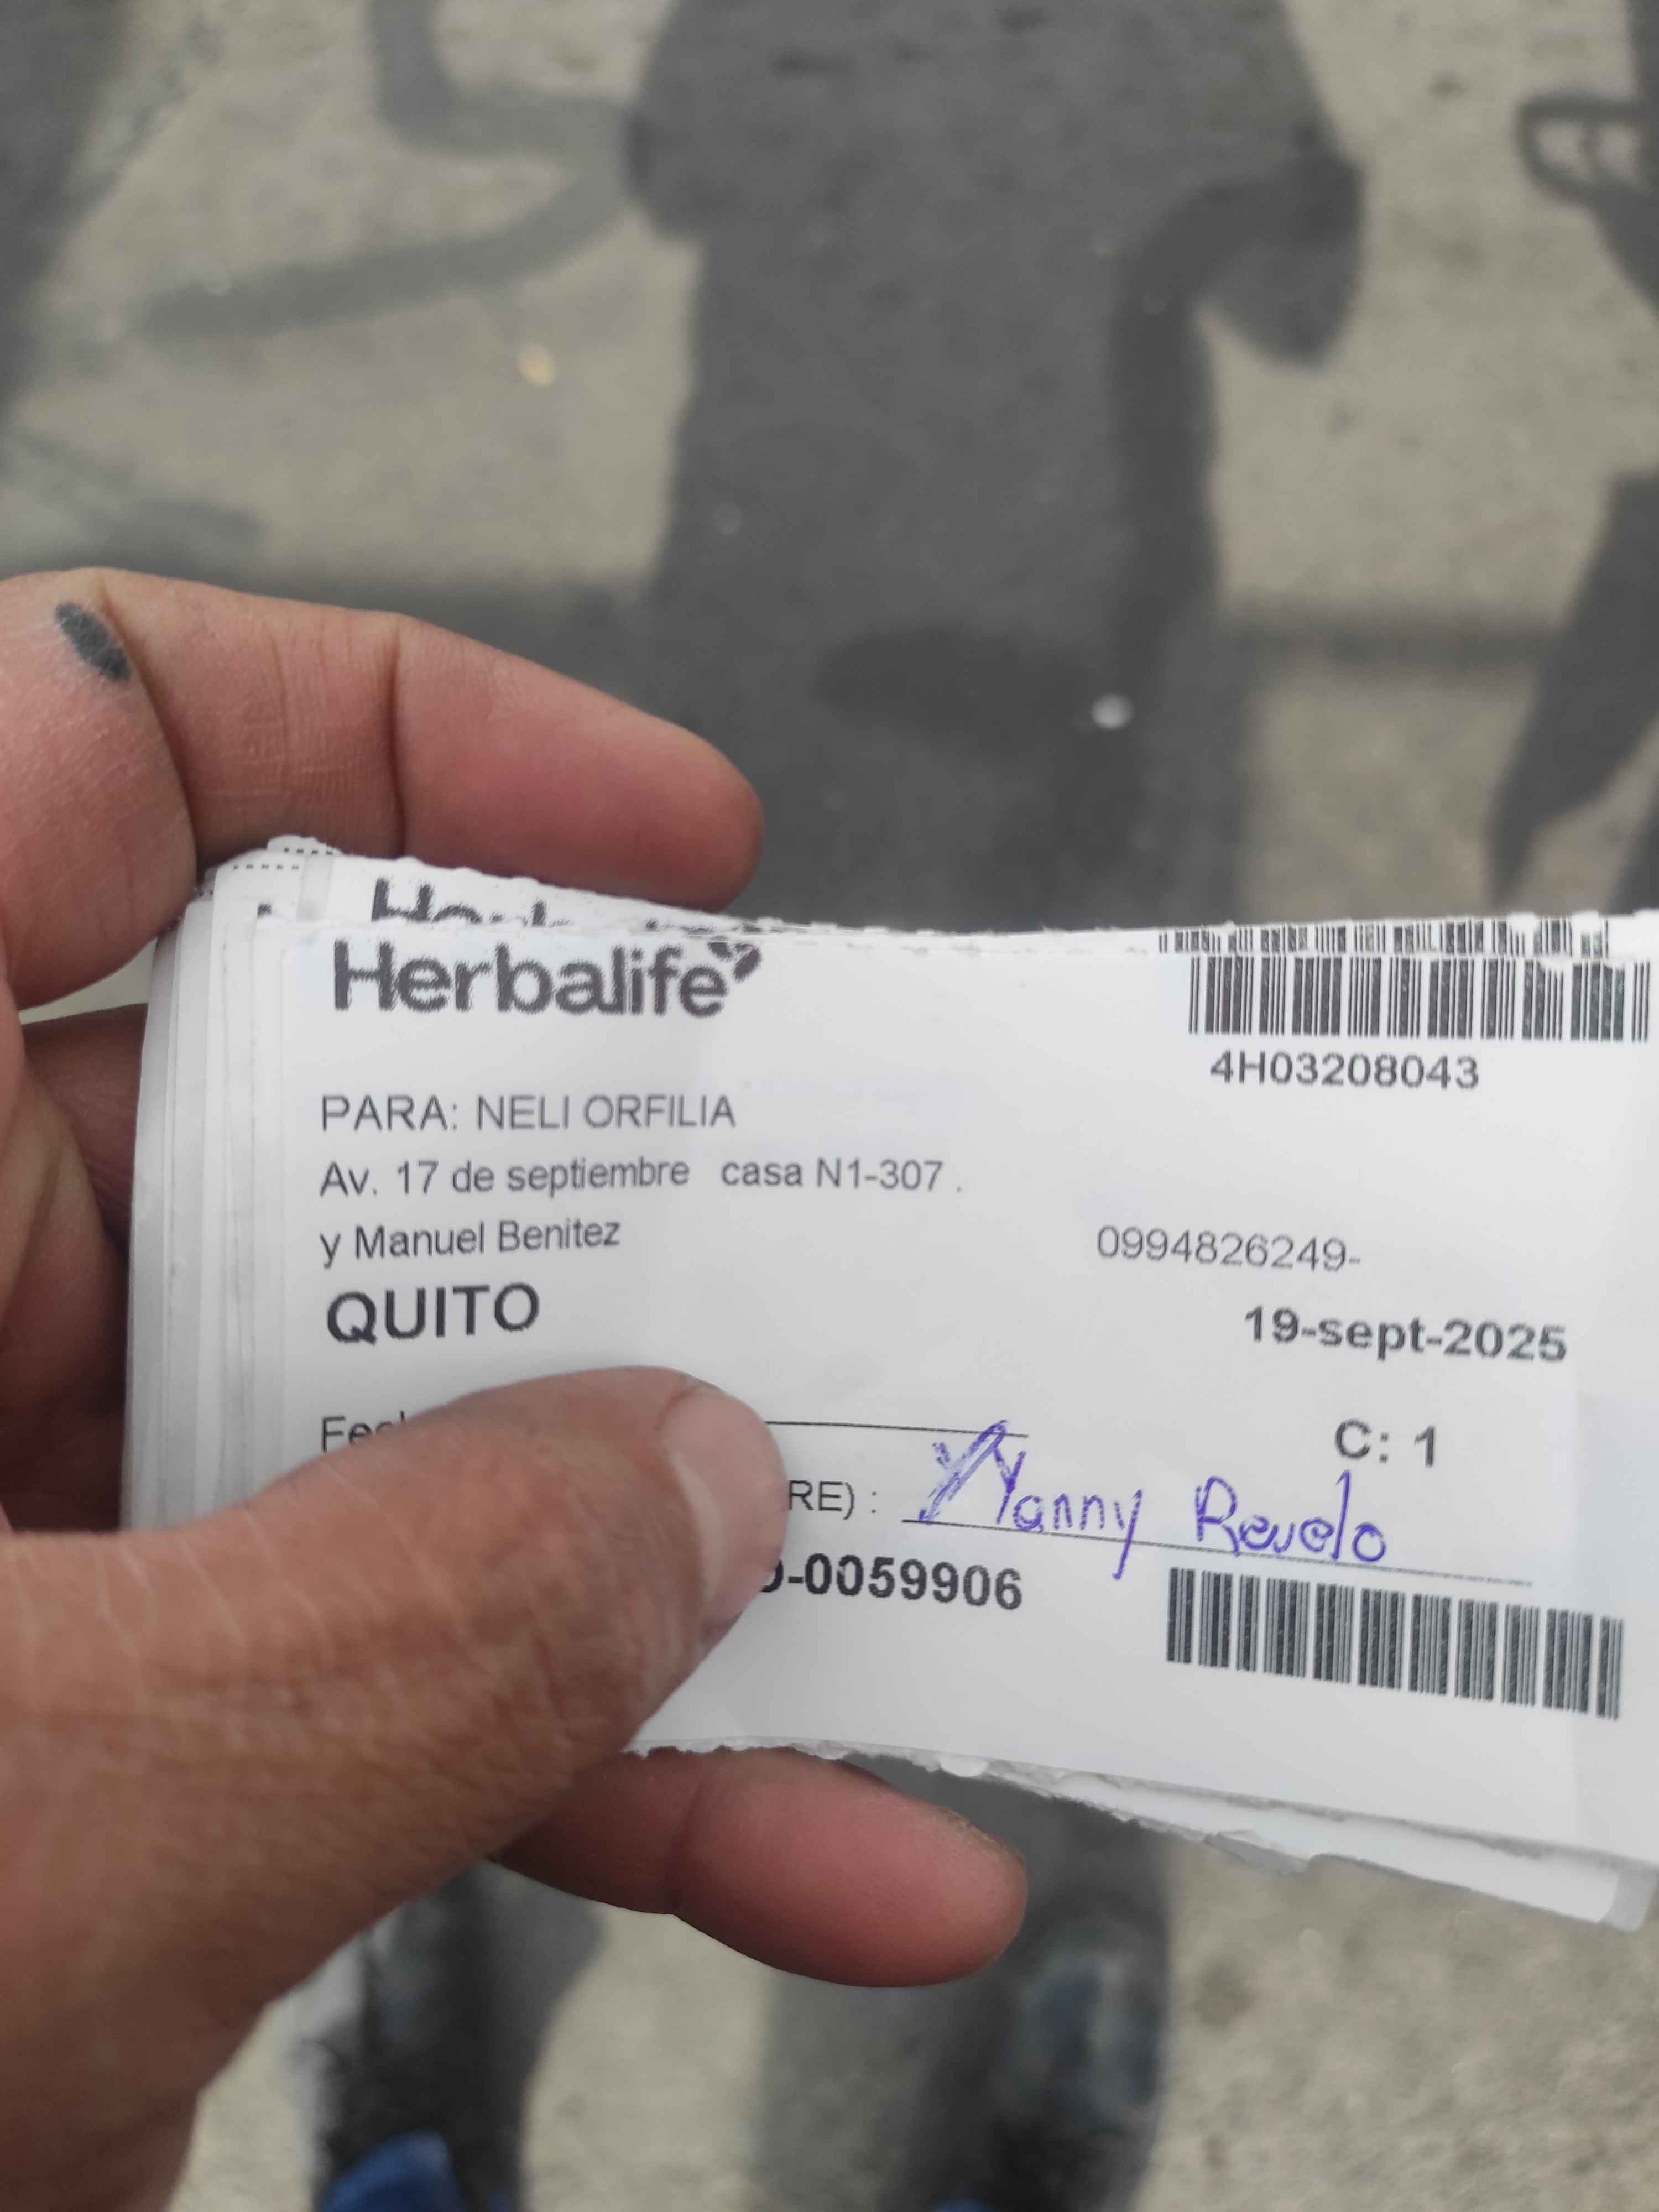 Herbalife
4H03208043
PARA: NELI ORFILIA
Av. 17 de septiembre casa N1-307 .
y Manuel Benitez
0994826249-
QUITO
19-sept-2025
C: 1
RE) : Yanny Revelo
-0059906